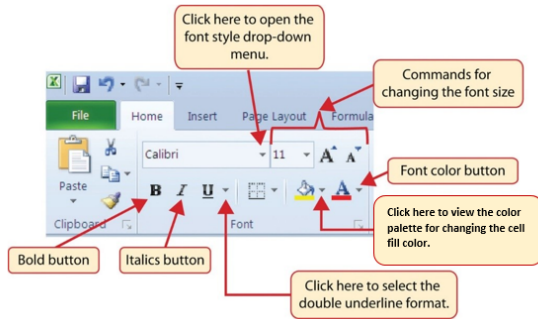 Click here to open the
font style drop-down
menu.
Commands for
changing the font size
File Home Insert Page Layout Formula
Calibri 11 A A
Paste
B I U A
Clipboard Font
Font color button
Click here to view the color
palette for changing the cell
fill color.
Bold button
Italics button
Click here to select the
double underline format.